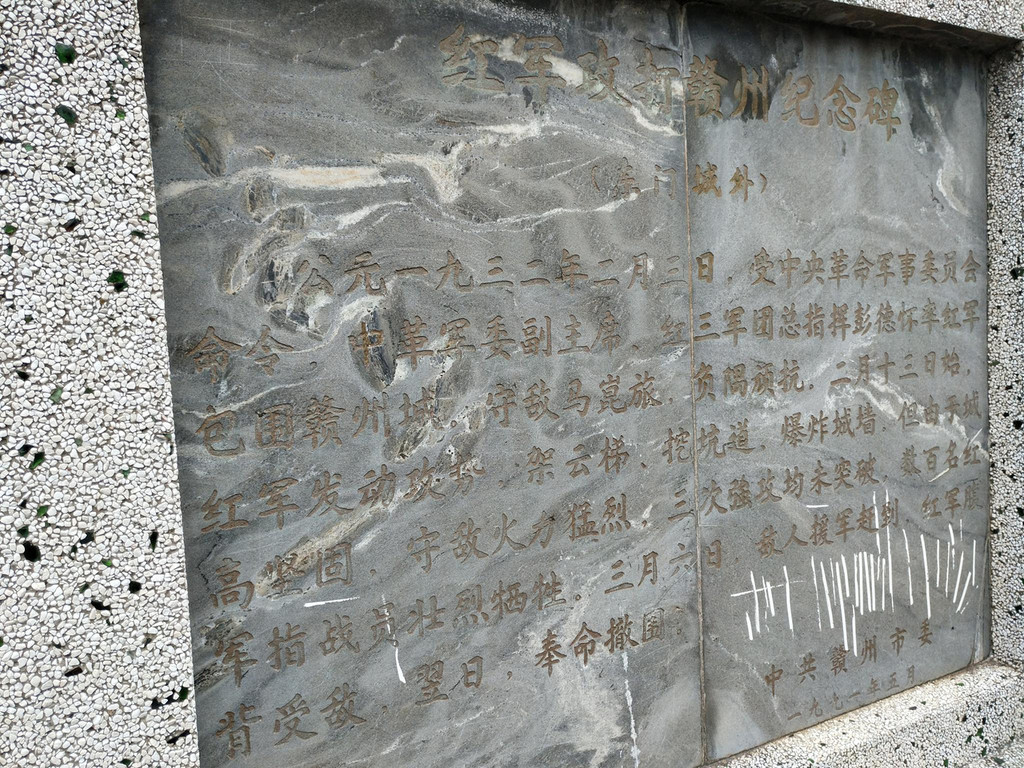 红军攻打赣州纪念碑
（门城外）
公元一九三二年二月三日，受中央革命军事委员会
命令，中革军委副主席、红三军团总指挥彭德怀率红军
包围赣州城。守敌马崑旅，负隅顽抗，二月十三日始，
红军发动攻势，架云梯、挖坑道、爆炸城墙，但由于城
高坚固，守敌火力猛烈，三次强攻均未突破，数百名红
军指战员壮烈牺牲。三月六日 敌人援军赶到，红军腹
背受敌，翌日，奉命撤围。
中共赣州市委
一九九一年五月